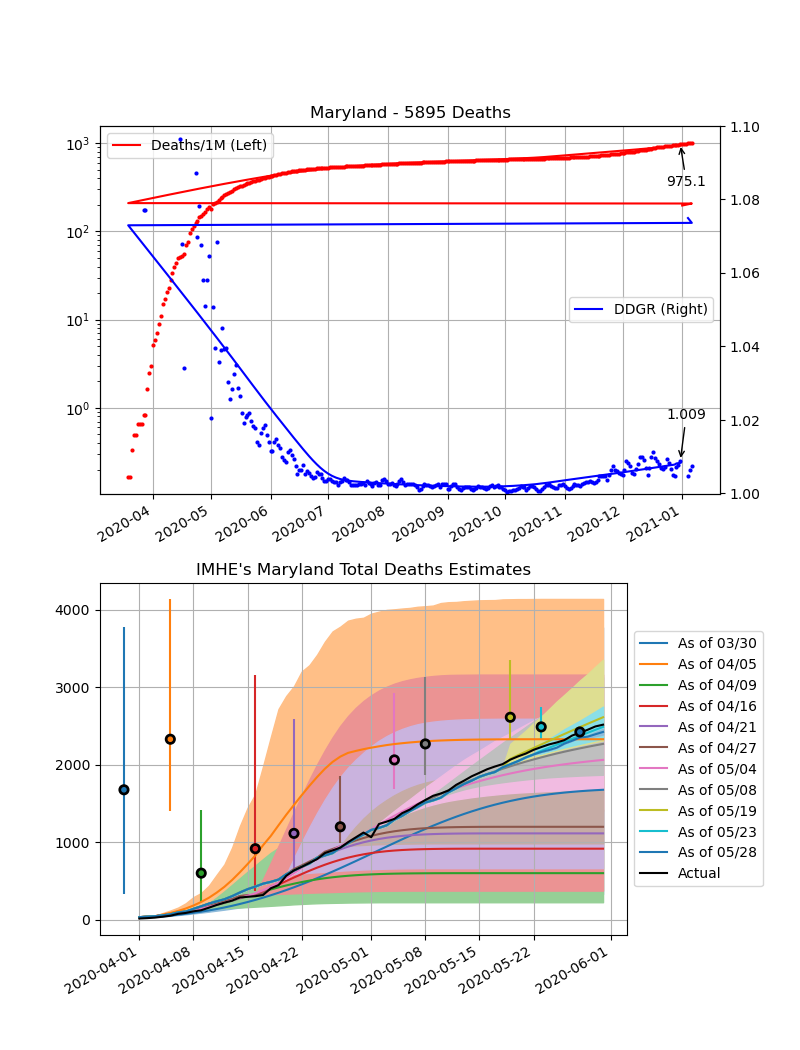 Maryland - 5895 Deaths
Deaths/1M (Left)
DDGR (Right)
975.1
1.009
10³
10²
10¹
10⁰
1.10
1.08
1.06
1.04
1.02
1.00
2020-04
2020-05
2020-06
2020-07
2020-08
2020-09
2020-10
2020-11
2020-12
2021-01
IMHE's Maryland Total Deaths Estimates
4000
3000
2000
1000
0
2020-04-01
2020-04-08
2020-04-15
2020-04-22
2020-05-01
2020-05-08
2020-05-15
2020-05-22
2020-06-01
As of 03/30
As of 04/05
As of 04/09
As of 04/16
As of 04/21
As of 04/27
As of 05/04
As of 05/08
As of 05/19
As of 05/23
As of 05/28
Actual